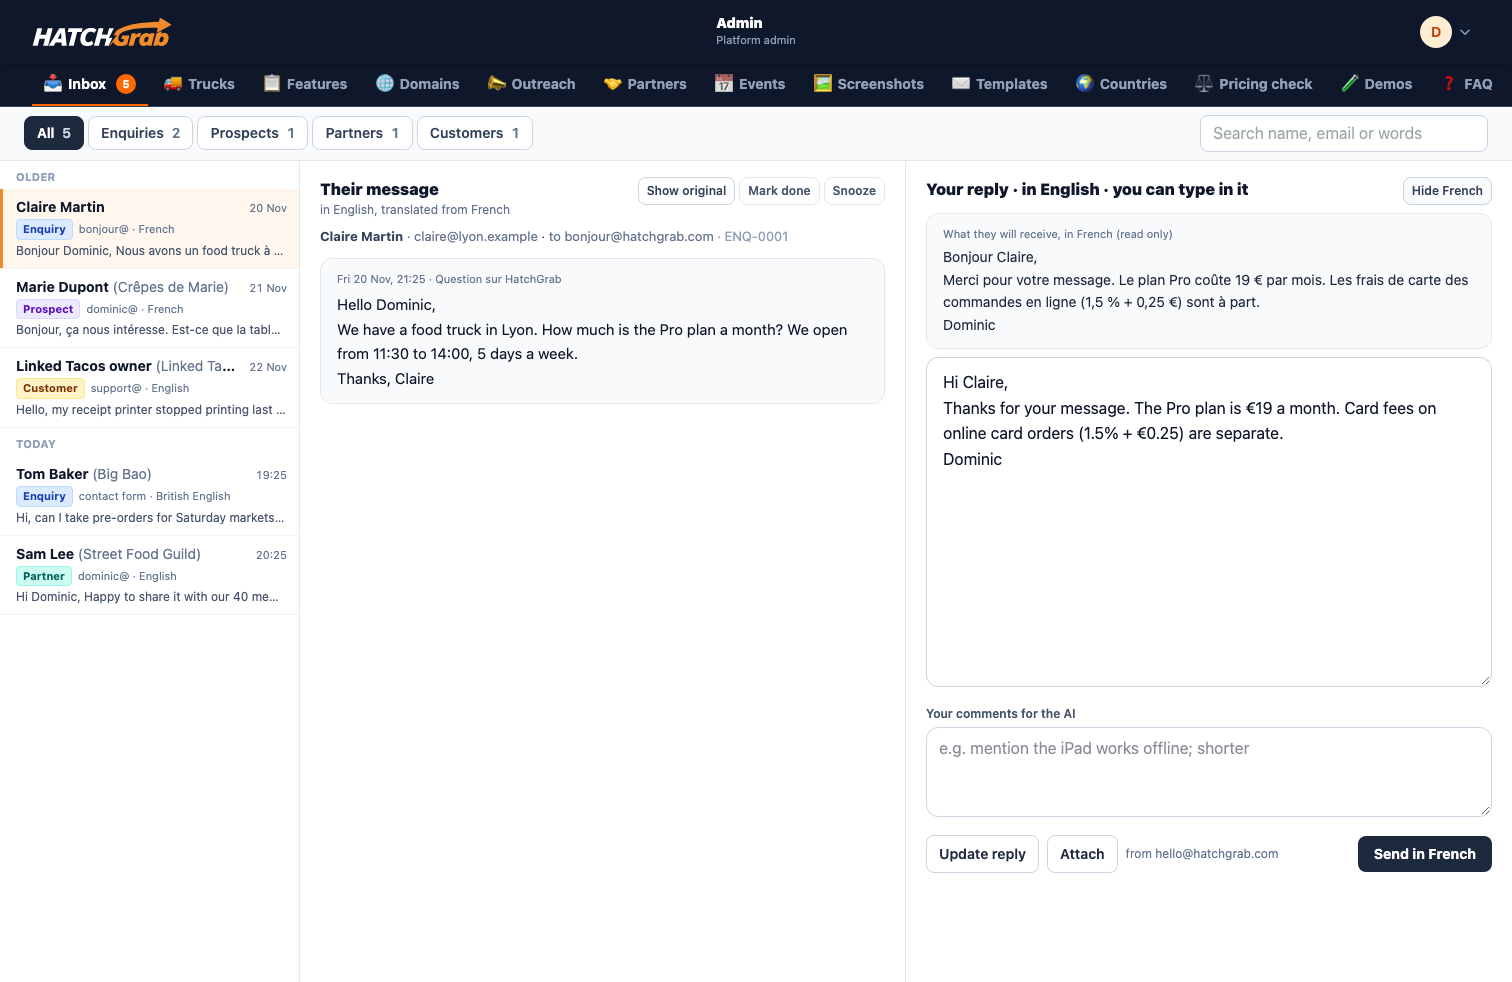 HATCHGrab
Admin
Platform admin
D
Inbox 5
Trucks
Features
Domains
Outreach
Partners
Events
Screenshots
Templates
Countries
Pricing check
Demos
FAQ
All 5
Enquiries 2
Prospects 1
Partners 1
Customers 1
Search name, email or words
OLDER
Claire Martin 20 Nov
Enquiry bonjour@ · French
Bonjour Dominic, Nous avons un food truck à ...
Marie Dupont (Crêpes de Marie) 21 Nov
Prospect dominic@ · French
Bonjour, ça nous intéresse. Est-ce que la tabl...
Linked Tacos owner (Linked Ta... 22 Nov
Customer support@ · English
Hello, my receipt printer stopped printing last ...
TODAY
Tom Baker (Big Bao) 19:25
Enquiry contact form · British English
Hi, can I take pre-orders for Saturday markets...
Sam Lee (Street Food Guild) 20:25
Partner dominic@ · English
Hi Dominic, Happy to share it with our 40 me...
Their message
in English, translated from French
Show original
Mark done
Snooze
Claire Martin · claire@lyon.example · to bonjour@hatchgrab.com · ENQ-0001
Fri 20 Nov, 21:25 · Question sur HatchGrab
Hello Dominic,
We have a food truck in Lyon. How much is the Pro plan a month? We open
from 11:30 to 14:00, 5 days a week.
Thanks, Claire
Your reply · in English · you can type in it
Hide French
What they will receive, in French (read only)
Bonjour Claire,
Merci pour votre message. Le plan Pro coûte 19 € par mois. Les frais de carte des
commandes en ligne (1,5 % + 0,25 €) sont à part.
Dominic
Hi Claire,
Thanks for your message. The Pro plan is €19 a month. Card fees on
online card orders (1.5% + €0.25) are separate.
Dominic
Your comments for the AI
e.g. mention the iPad works offline; shorter
Update reply
Attach
from hello@hatchgrab.com
Send in French